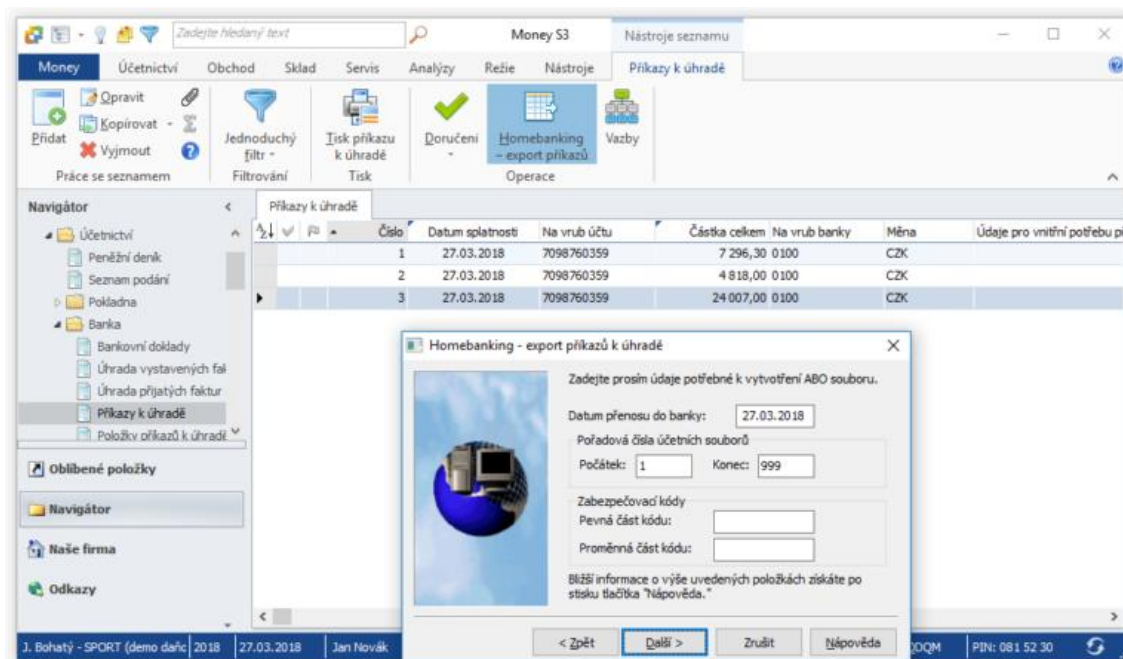 Zadejte hledaný text
Money S3
Nástroje seznamu
Money Účetnictví Obchod Sklad Servis Analýzy Režie Nástroje Příkazy k úhradě
Přidat
Opravit
Kopírovat
Vyjmout
Jednoduchý
filtr
Tisk příkazu
k úhradě
Doručení
Homebanking
– export příkazů
Vazby
Práce se seznamem Filtrování Tisk Operace
Navigátor
Účetnictví
Peněžní deník
Seznam podání
Pokladna
Banka
Bankovní doklady
Úhrada vystavených fak
Úhrada přijatých faktur
Příkazy k úhradě
Položky příkazů k úhradě
Oblíbené položky
Navigátor
Naše firma
Odkazy
Příkazy k úhradě
Číslo Datum splatnosti Na vrub účtu Částka celkem Na vrub banky Měna Údaje pro vnitřní potřebu př
1 27.03.2018 7098760359 7 296,30 0100 CZK
2 27.03.2018 7098760359 4 818,00 0100 CZK
3 27.03.2018 7098760359 24 007,00 0100 CZK
Homebanking - export příkazů k úhradě
Zadejte prosím údaje potřebné k vytvotření ABO souboru.
Datum přenosu do banky: 27.03.2018
Pořadová čísla účetních souborů
Počátek: 1 Konec: 999
Zabezpečovací kódy
Pevná část kódu:
Proměnná část kódu:
Bližší informace o výše uvedených položkách získáte po
stisku tlačítka "Nápověda."
< Zpět Další > Zrušit Nápověda
J. Bohatý - SPORT (demo daňc 2018 27.03.2018 Jan Novák PIN: 081 52 30